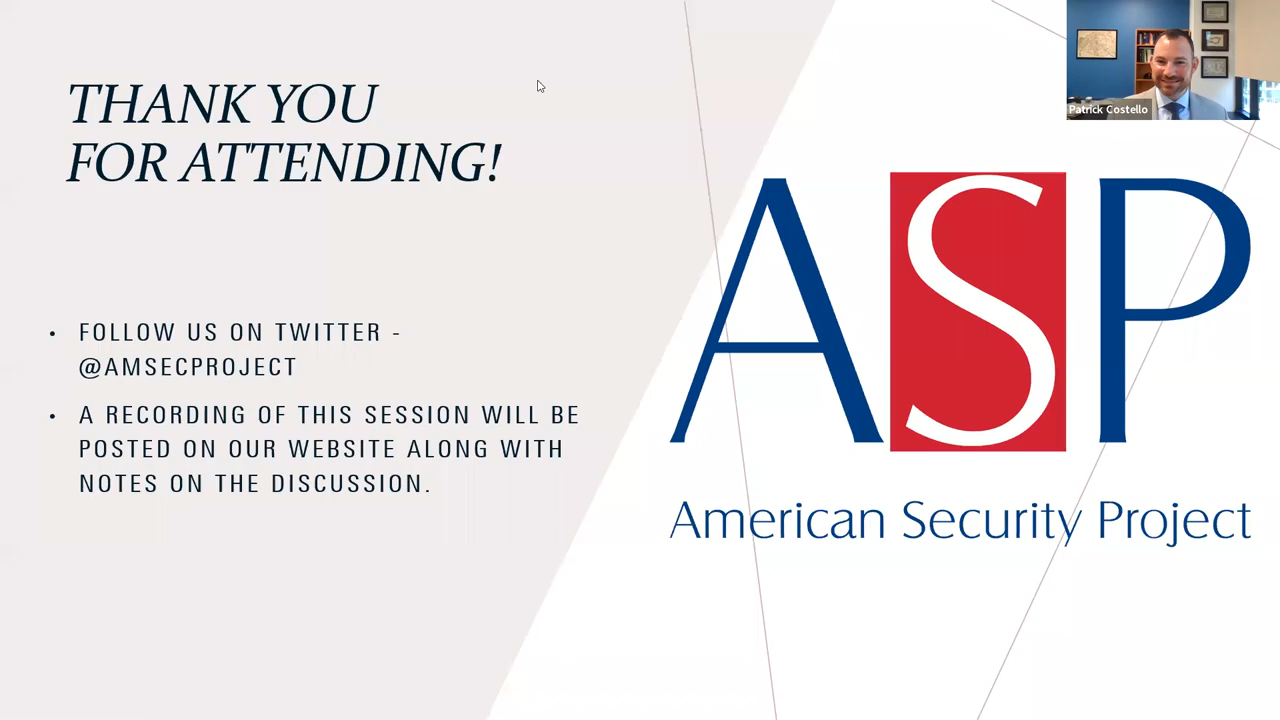 THANK YOU
FOR ATTENDING!
• FOLLOW US ON TWITTER -
@AMSECPROJECT
• A RECORDING OF THIS SESSION WILL BE
POSTED ON OUR WEBSITE ALONG WITH
NOTES ON THE DISCUSSION.
Patrick Costello
ASP
American Security Project